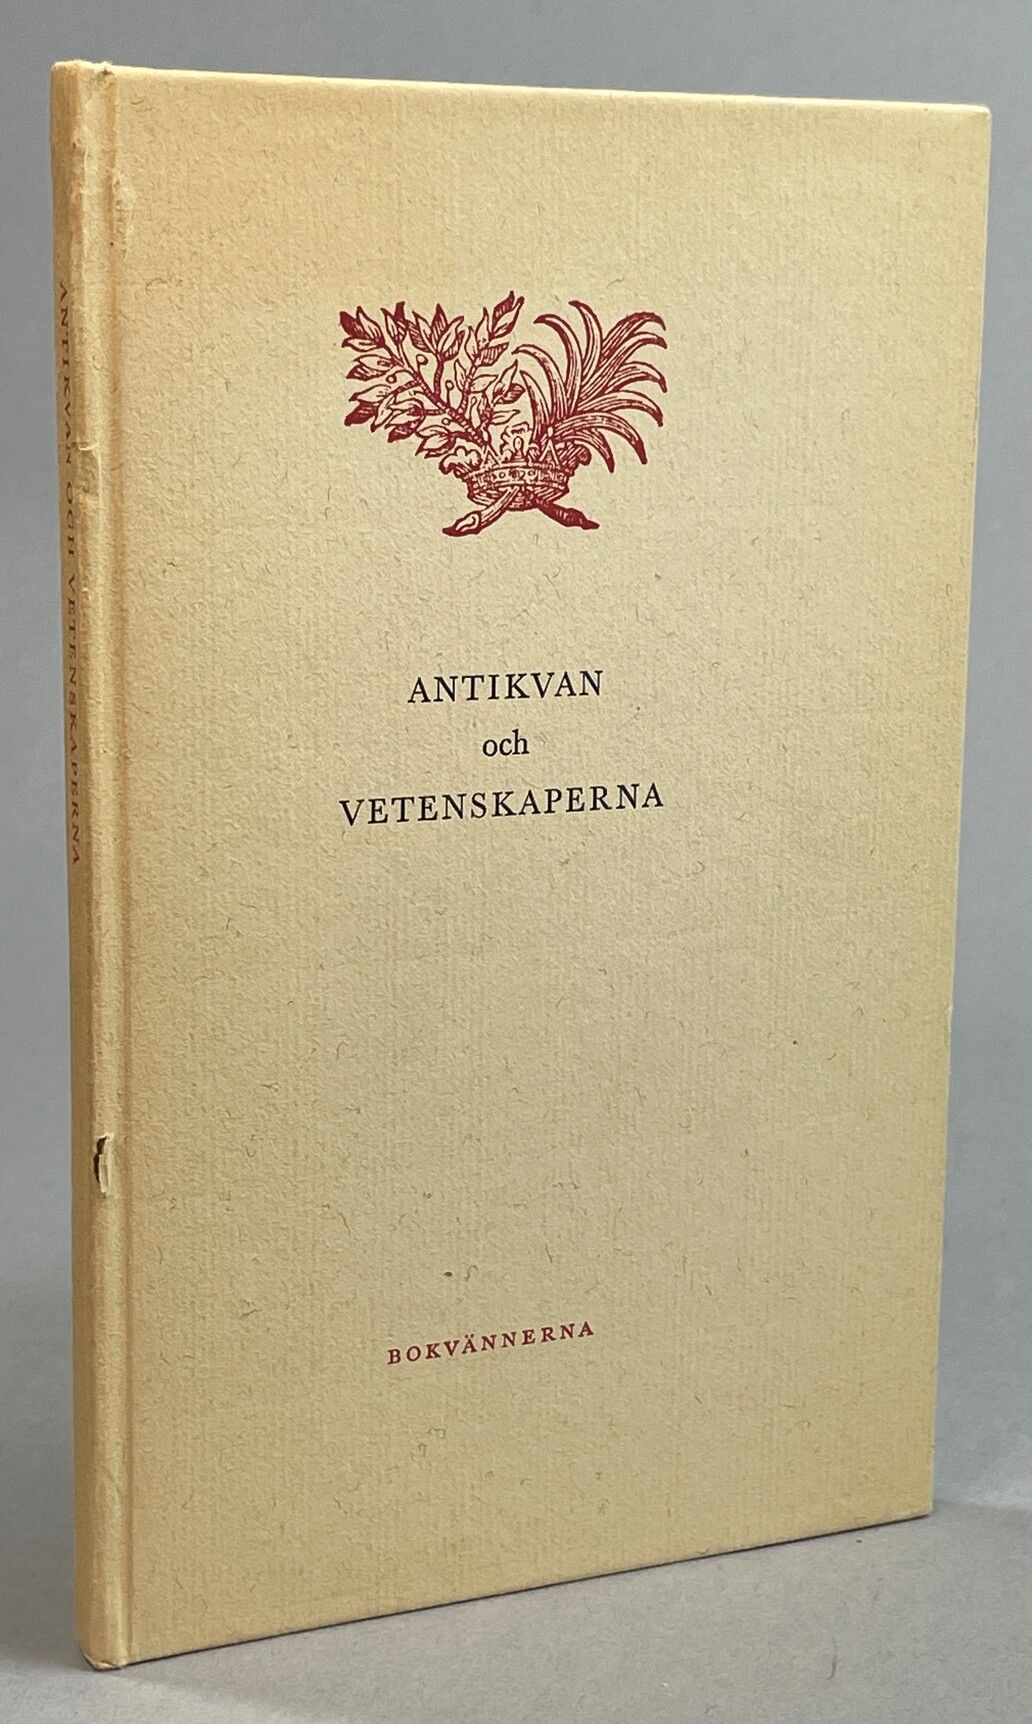 ANTIKVAN OCH VETENSKAPERNA
ANTIKVAN
och
VETENSKAPERNA
BOKVÄNNERNA